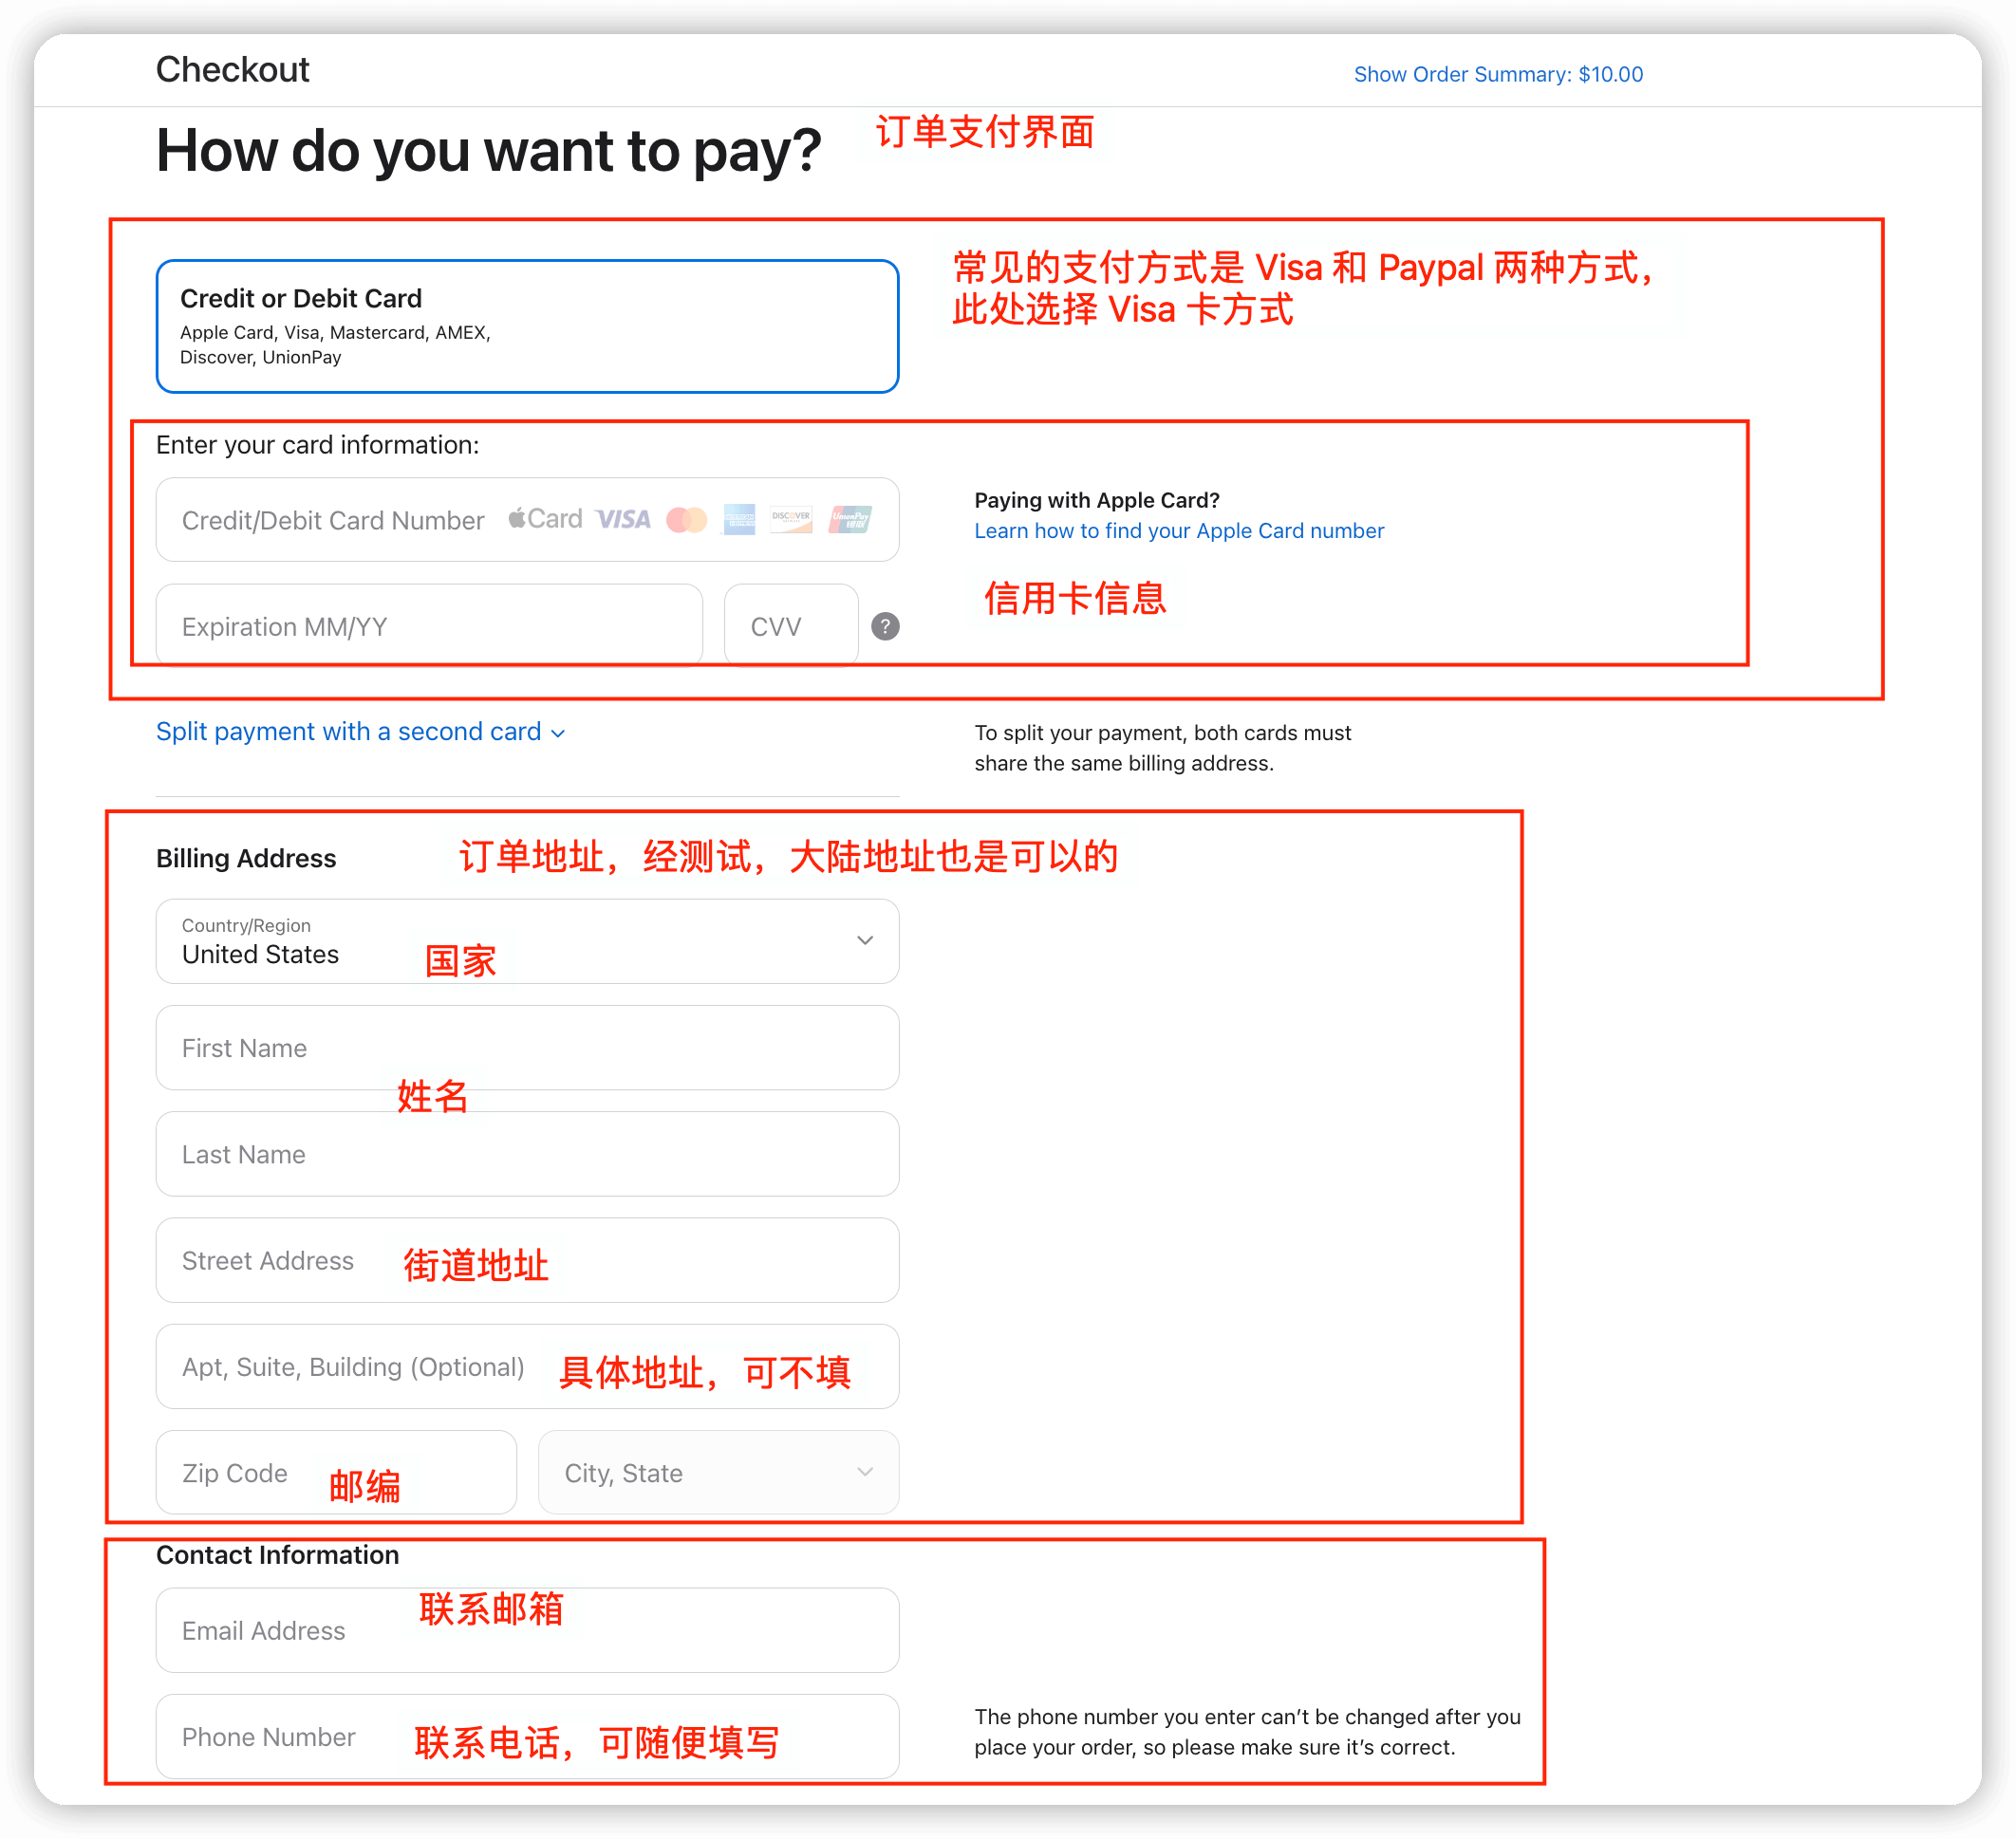 Checkout
Show Order Summary: $10.00
How do you want to pay?
订单支付界面
Credit or Debit Card
Apple Card, Visa, Mastercard, AMEX,
Discover, UnionPay
常见的支付方式是 Visa 和 Paypal 两种方式，
此处选择 Visa 卡方式
Enter your card information:
Credit/Debit Card Number
Card VISA
DISCOVER
UnionPay
银联
Paying with Apple Card?
Learn how to find your Apple Card number
信用卡信息
Expiration MM/YY
CVV
?
Split payment with a second card
To split your payment, both cards must
share the same billing address.
Billing Address
订单地址，经测试，大陆地址也是可以的
Country/Region
United States
国家
First Name
姓名
Last Name
Street Address
街道地址
Apt, Suite, Building (Optional)
具体地址，可不填
Zip Code
邮编
City, State
Contact Information
联系邮箱
Email Address
Phone Number
联系电话，可随便填写
The phone number you enter can’t be changed after you
place your order, so please make sure it’s correct.